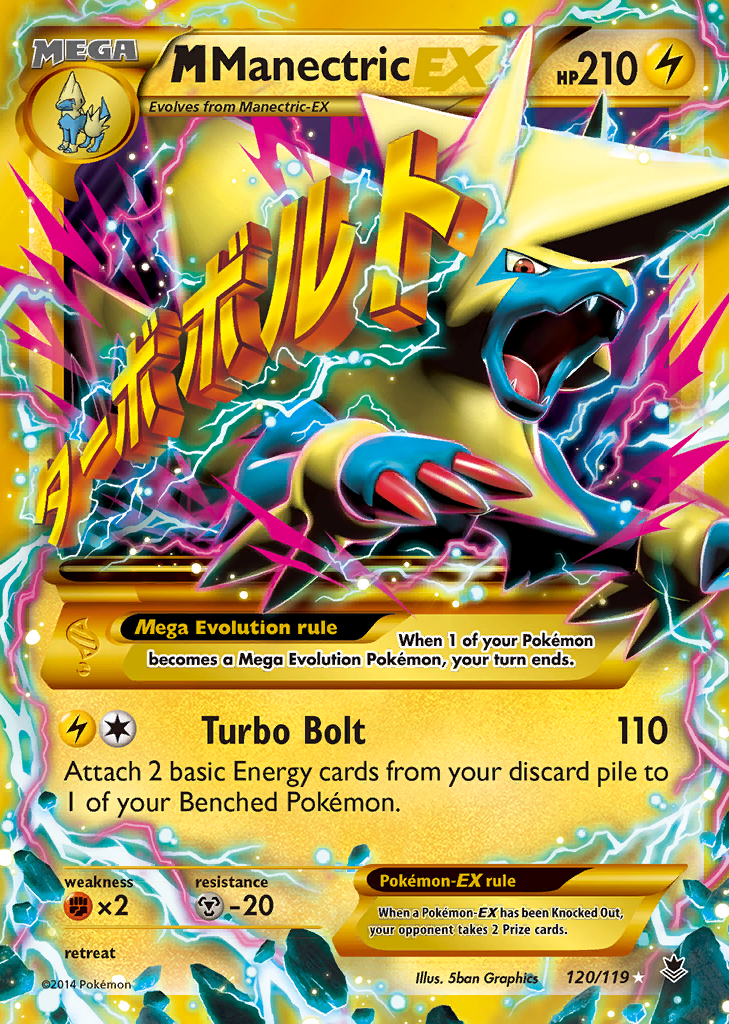 MEGA
M Manectric EX
HP 210
Evolves from Manectric-EX
ターボボルト
Mega Evolution rule
When 1 of your Pokémon
becomes a Mega Evolution Pokémon, your turn ends.
Turbo Bolt 110
Attach 2 basic Energy cards from your discard pile to
1 of your Benched Pokémon.
weakness
×2
resistance
-20
retreat
Pokémon-EX rule
When a Pokémon-EX has been Knocked Out,
your opponent takes 2 Prize cards.
©2014 Pokémon
Illus. 5ban Graphics
120/119